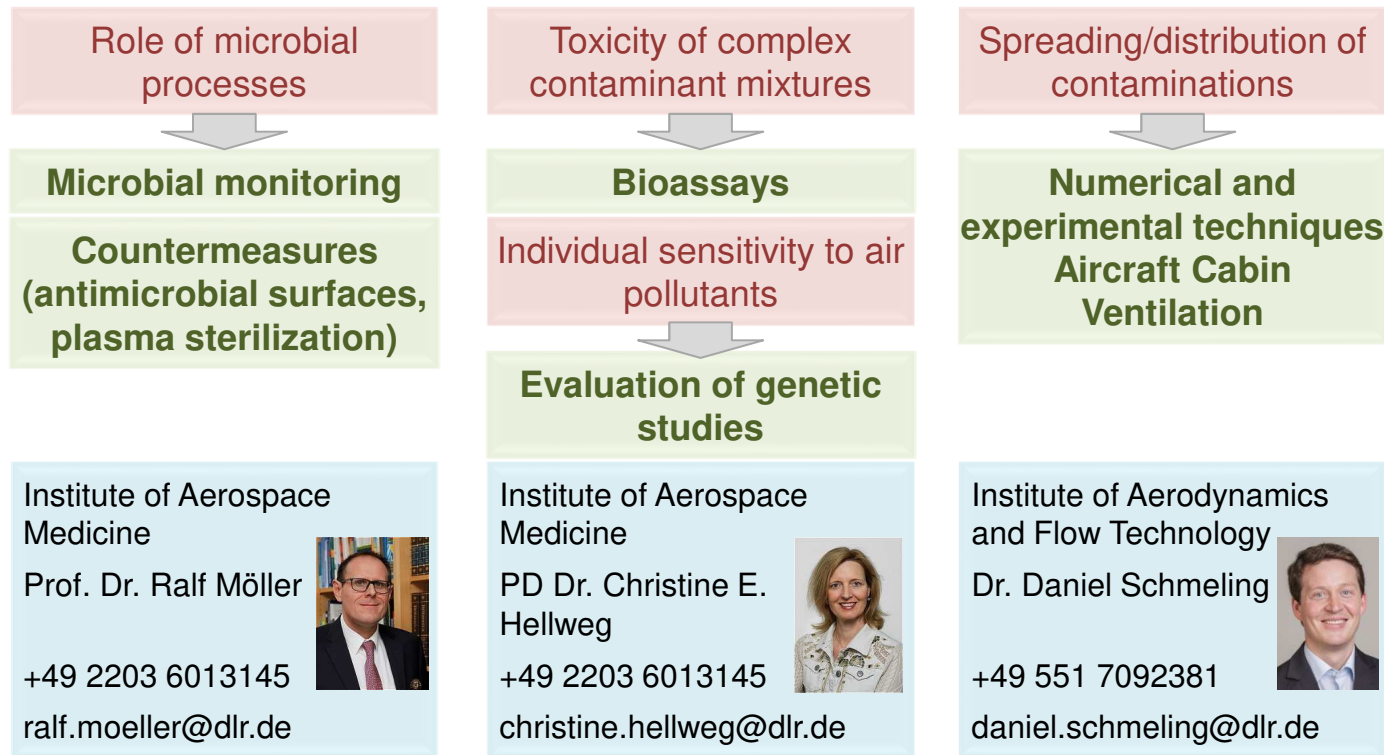 Role of microbial
processes
Microbial monitoring
Countermeasures
(antimicrobial surfaces,
plasma sterilization)
Institute of Aerospace
Medicine
Prof. Dr. Ralf Möller
+49 2203 6013145
ralf.moeller@dlr.de
Toxicity of complex
contaminant mixtures
Bioassays
Individual sensitivity to air
pollutants
Evaluation of genetic
studies
Institute of Aerospace
Medicine
PD Dr. Christine E.
Hellweg
+49 2203 6013145
christine.hellweg@dlr.de
Spreading/distribution of
contaminations
Numerical and
experimental techniques
Aircraft Cabin
Ventilation
Institute of Aerodynamics
and Flow Technology
Dr. Daniel Schmeling
+49 551 7092381
daniel.schmeling@dlr.de